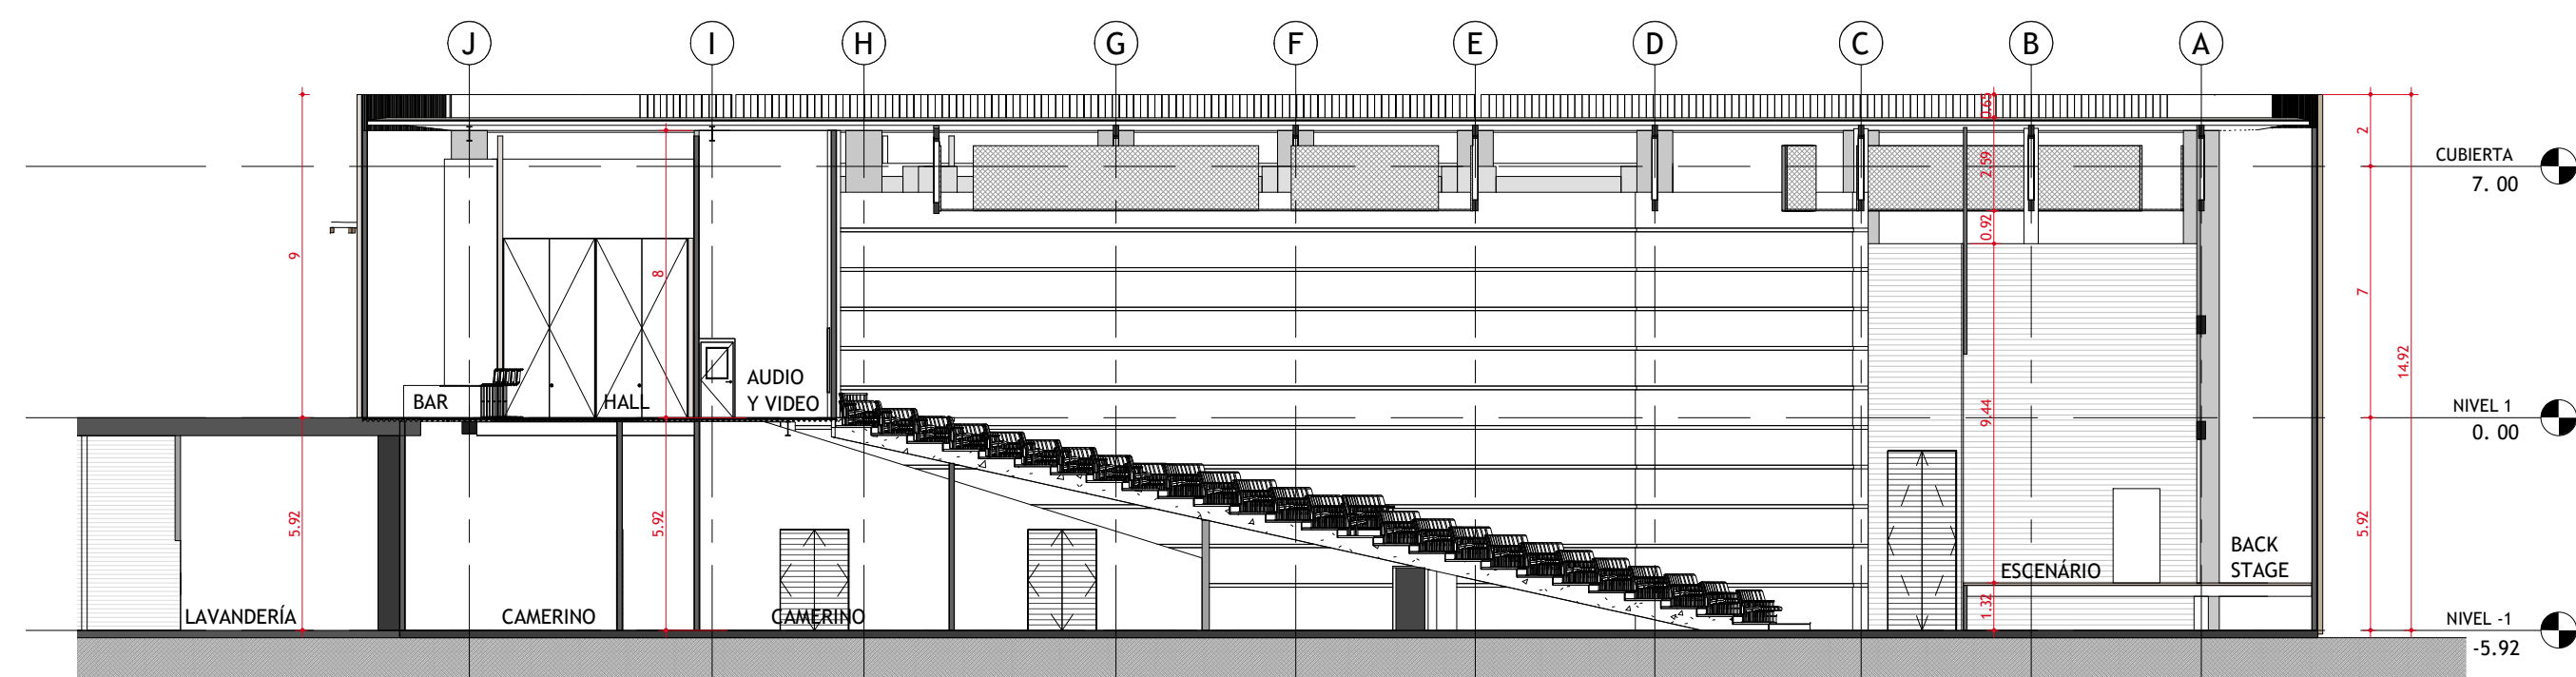 J I H G F E D C B A
0.65
2
CUBIERTA
7. 00
2.59
0.92
9
8
7
14.92
AUDIO
Y VIDEO
BAR
HALL
NIVEL 1
0. 00
9.44
5.92
5.92
5.92
BACK
STAGE
ESCENÁRIO
1.32
LAVANDERÍA
CAMERINO
CAMERINO
NIVEL -1
-5.92